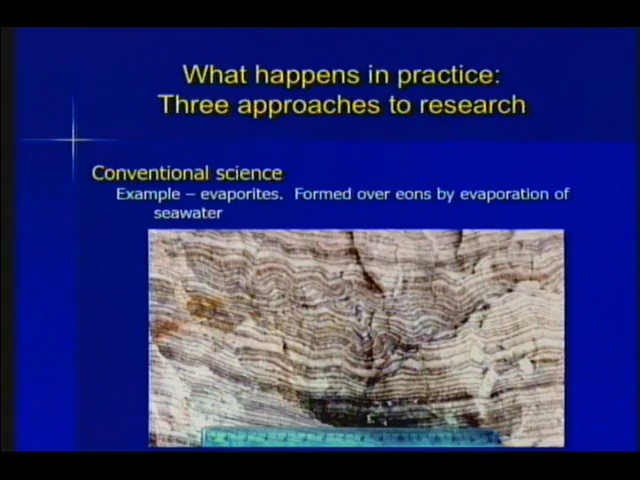 What happens in practice:
Three approaches to research
Conventional science
Example – evaporites.  Formed over eons by evaporation of
seawater